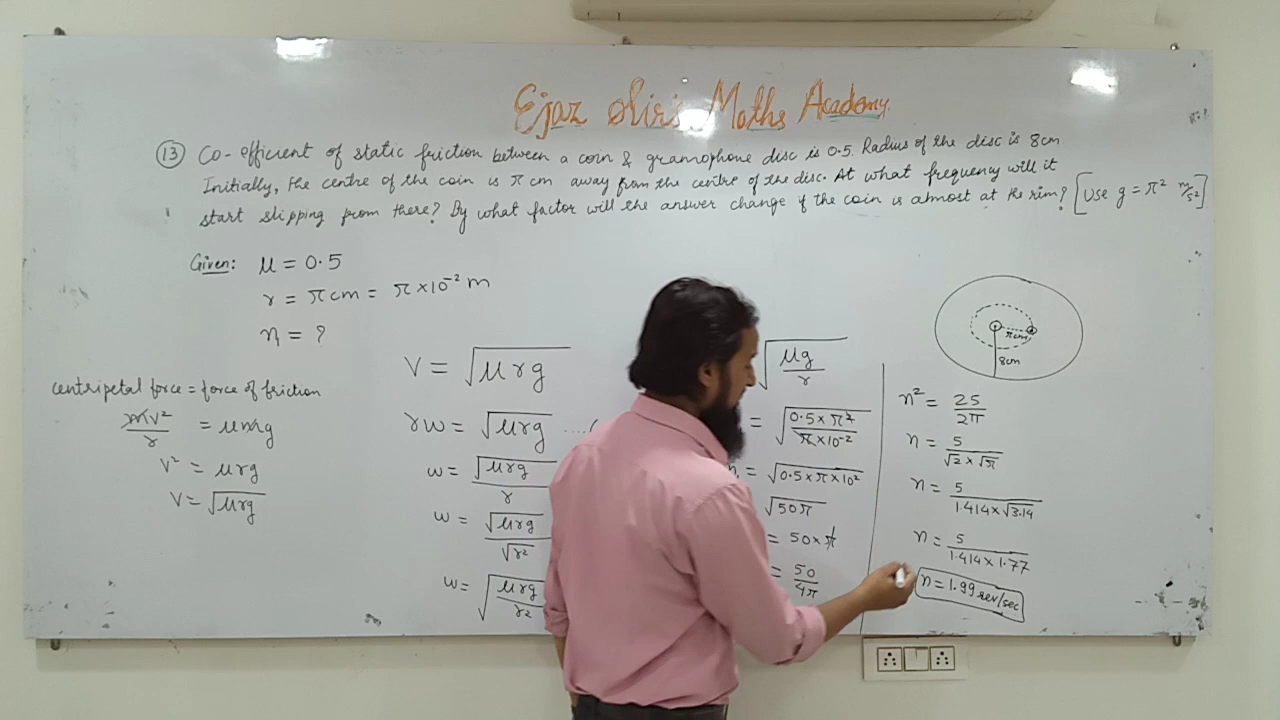 Ejaz Sir's Maths Academy.
(13) Co-efficient of static friction between a coin & gramophone disc is 0.5. Radius of the disc is 8cm
Initially, the centre of the coin is π cm away from the centre of the disc. At what frequency will it
start slipping from there? By what factor will the answer change if the coin is almost at the rim? [Use g = π² m/s²]
Given: μ = 0.5
r = π cm = π×10⁻² m
n = ?
centripetal force = force of friction
mv²/r = μmg
v² = μrg
v = √μrg
V = √μrg
rw = √μrg ....
w = √μrg / r
w = √μrg / √r²
w = √(μrg / r²)
√(μg / r)
= √(0.5×π² / π×10⁻²)
= √0.5×π×10²
√50π
= 50×π
= 50/4π
n² = 25/2π
n = 5/√2×√π
n = 5/1.414×√3.14
n = 5/1.414×1.77
n = 1.99 rev/sec
π cm
8cm